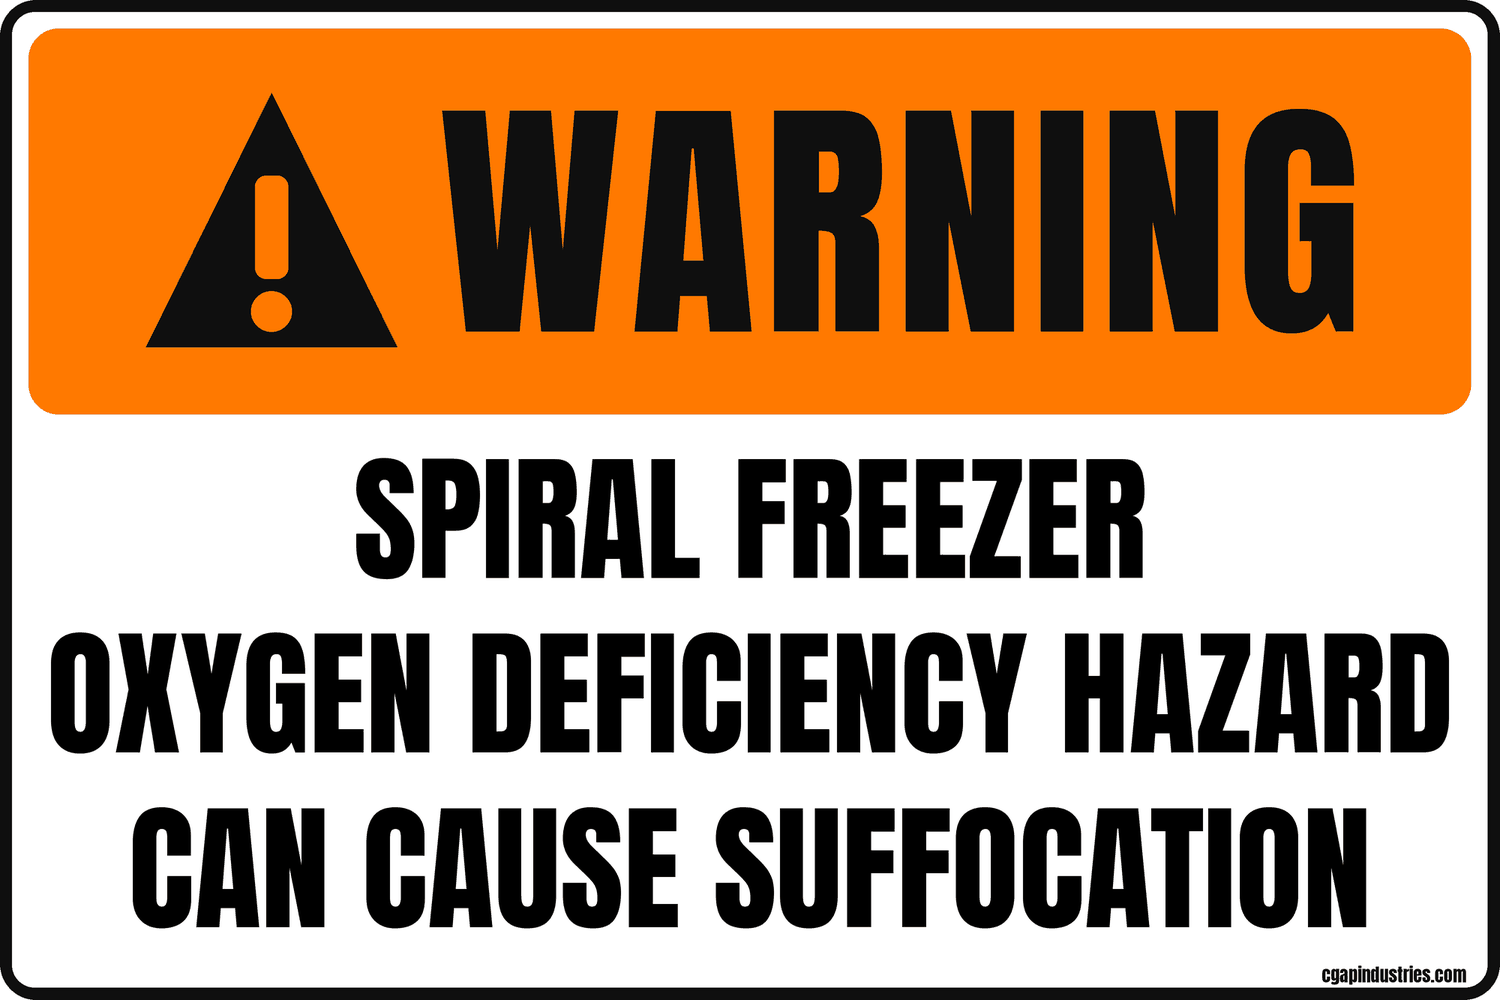 WARNING
SPIRAL FREEZER
OXYGEN DEFICIENCY HAZARD
CAN CAUSE SUFFOCATION
cgapindustries.com